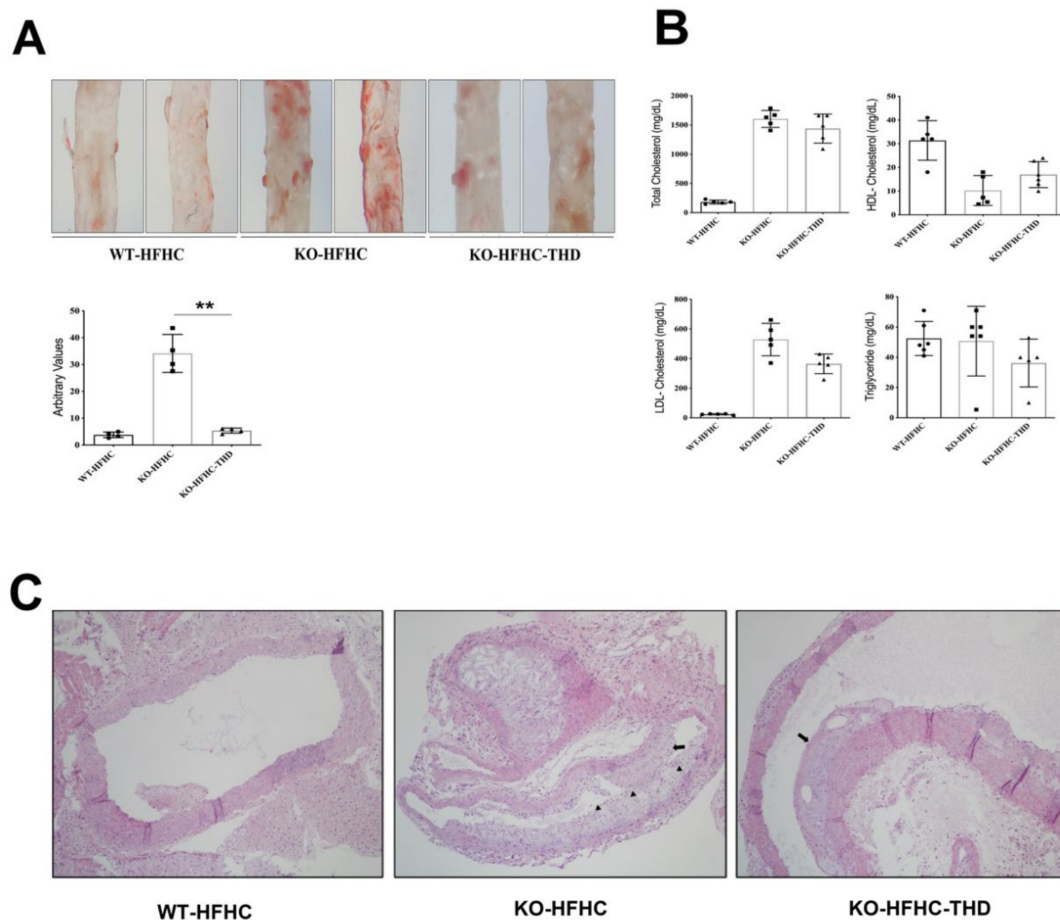 A
WT-HFHC
KO-HFHC
KO-HFHC-THD
Arbitrary Values
50
40
30
20
10
0
**
WT-HFHC
KO-HFHC
KO-HFHC-THD
B
Total Cholesterol (mg/dL)
2000
1500
1000
500
0
WT-HFHC
KO-HFHC
KO-HFHC-THD
HDL- Cholesterol (mg/dL)
50
40
30
20
10
0
WT-HFHC
KO-HFHC
KO-HFHC-THD
LDL- Cholesterol (mg/dL)
800
600
400
200
0
WT-HFHC
KO-HFHC
KO-HFHC-THD
Triglyceride (mg/dL)
80
60
40
20
0
WT-HFHC
KO-HFHC
KO-HFHC-THD
C
WT-HFHC
KO-HFHC
KO-HFHC-THD